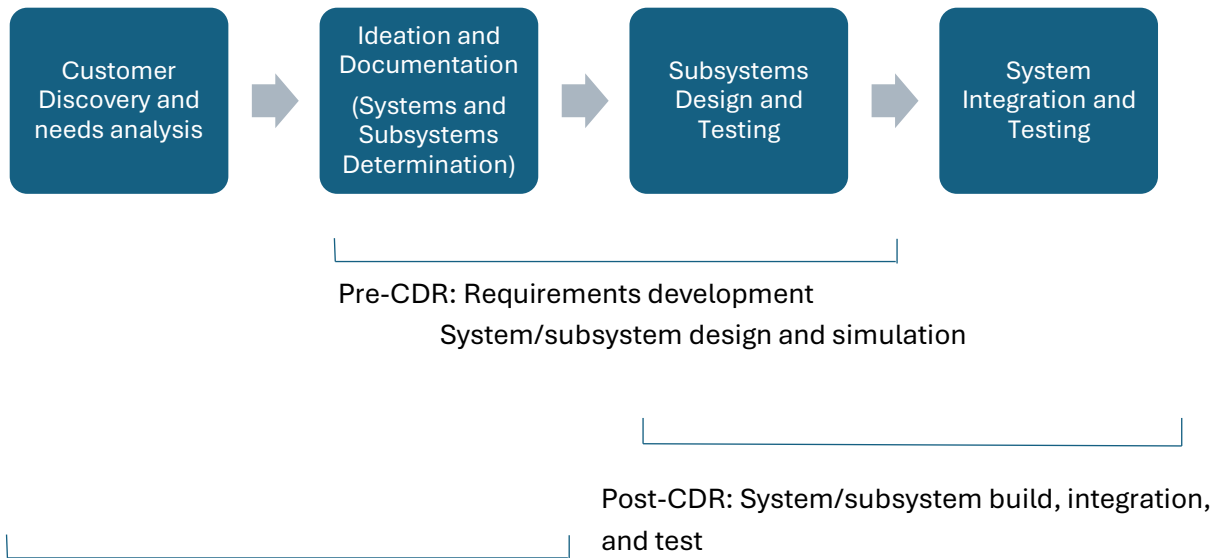 Customer
Discovery and
needs analysis
Ideation and
Documentation
(Systems and
Subsystems
Determination)
Subsystems
Design and
Testing
System
Integration and
Testing
Pre-CDR: Requirements development
System/subsystem design and simulation
Post-CDR: System/subsystem build, integration,
and test